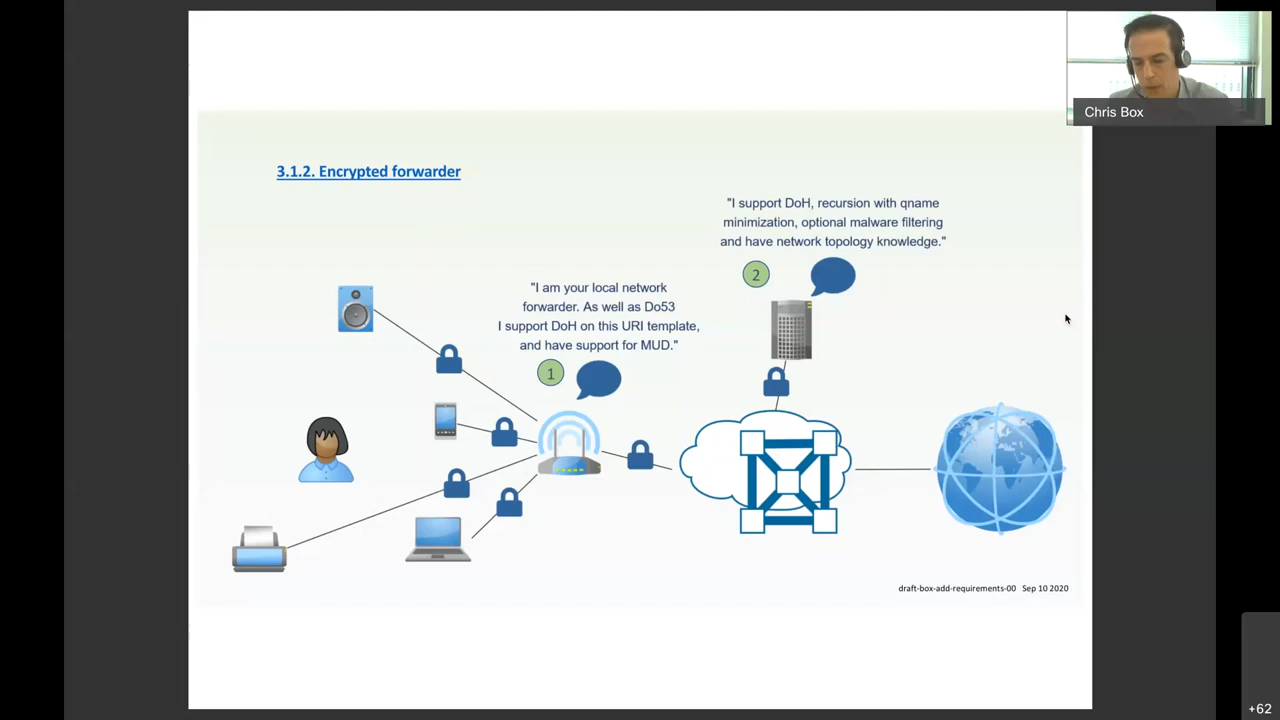 Chris Box
3.1.2. Encrypted forwarder
"I support DoH, recursion with qname
minimization, optional malware filtering
and have network topology knowledge."
2
"I am your local network
forwarder. As well as Do53
I support DoH on this URI template,
and have support for MUD."
1
draft-box-add-requirements-00 Sep 10 2020
+62